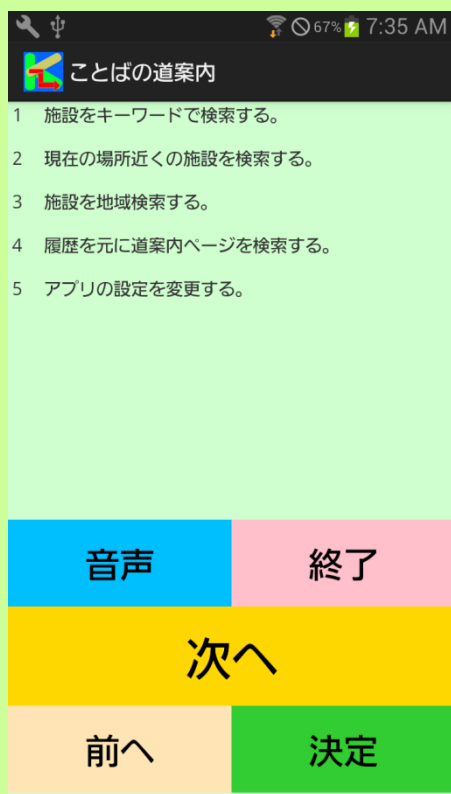 67% 7:35 AM
ことばの道案内
1 施設をキーワードで検索する。
2 現在の場所近くの施設を検索する。
3 施設を地域検索する。
4 履歴を元に道案内ページを検索する。
5 アプリの設定を変更する。
音声 終了
次へ
前へ 決定